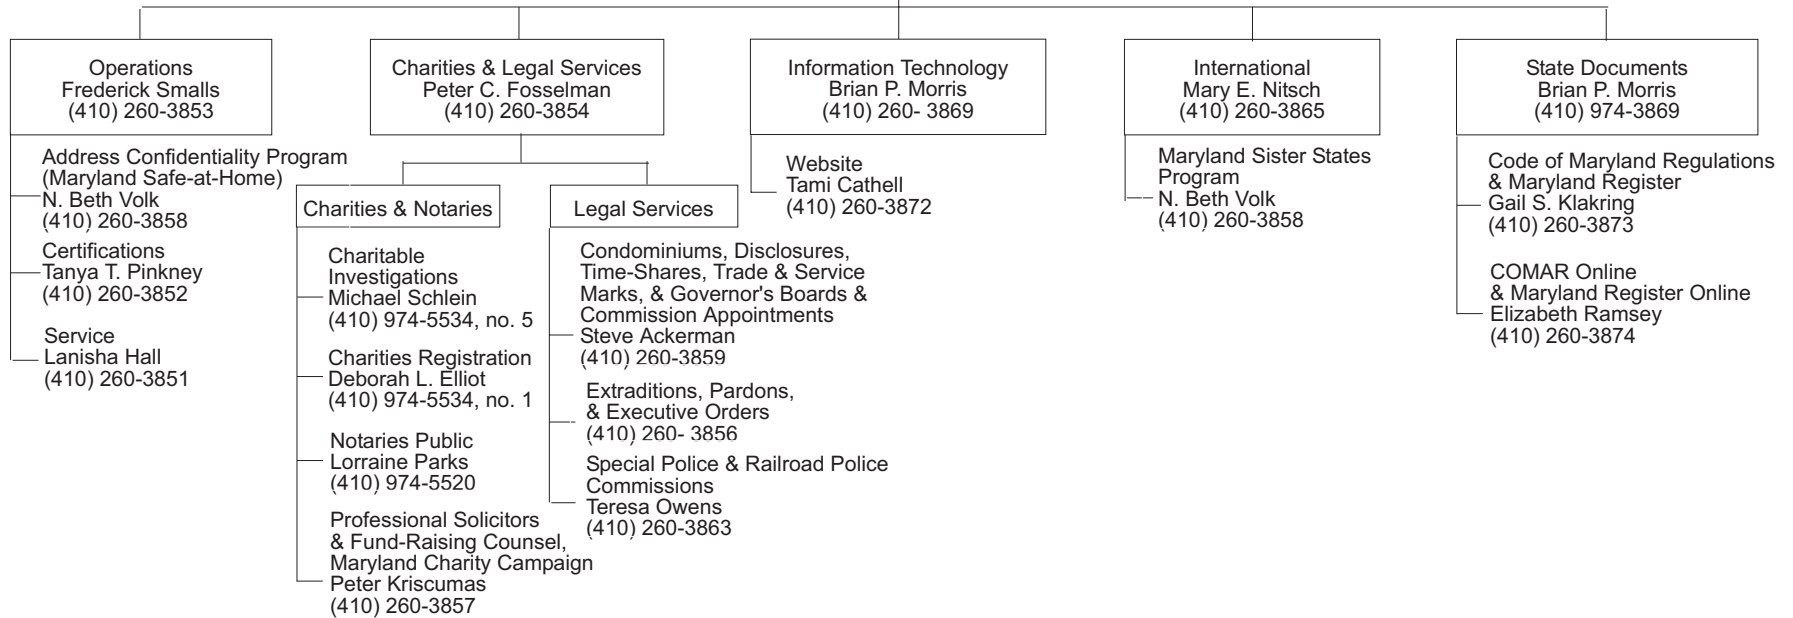 Operations
Frederick Smalls
(410) 260-3853
Address Confidentiality Program
(Maryland Safe-at-Home)
N. Beth Volk
(410) 260-3858
Certifications
Tanya T. Pinkney
(410) 260-3852
Service
Lanisha Hall
(410) 260-3851
Charities & Legal Services
Peter C. Fosselman
(410) 260-3854
Charities & Notaries
Charitable
Investigations
Michael Schlein
(410) 974-5534, no. 5
Charities Registration
Deborah L. Elliot
(410) 974-5534, no. 1
Notaries Public
Lorraine Parks
(410) 974-5520
Professional Solicitors
& Fund-Raising Counsel,
Maryland Charity Campaign
Peter Kriscumas
(410) 260-3857
Legal Services
Condominiums, Disclosures,
Time-Shares, Trade & Service
Marks, & Governor's Boards &
Commission Appointments
Steve Ackerman
(410) 260-3859
Extraditions, Pardons,
& Executive Orders
(410) 260- 3856
Special Police & Railroad Police
Commissions
Teresa Owens
(410) 260-3863
Information Technology
Brian P. Morris
(410) 260- 3869
Website
Tami Cathell
(410) 260-3872
International
Mary E. Nitsch
(410) 260-3865
Maryland Sister States
Program
N. Beth Volk
(410) 260-3858
State Documents
Brian P. Morris
(410) 974-3869
Code of Maryland Regulations
& Maryland Register
Gail S. Klakring
(410) 260-3873
COMAR Online
& Maryland Register Online
Elizabeth Ramsey
(410) 260-3874